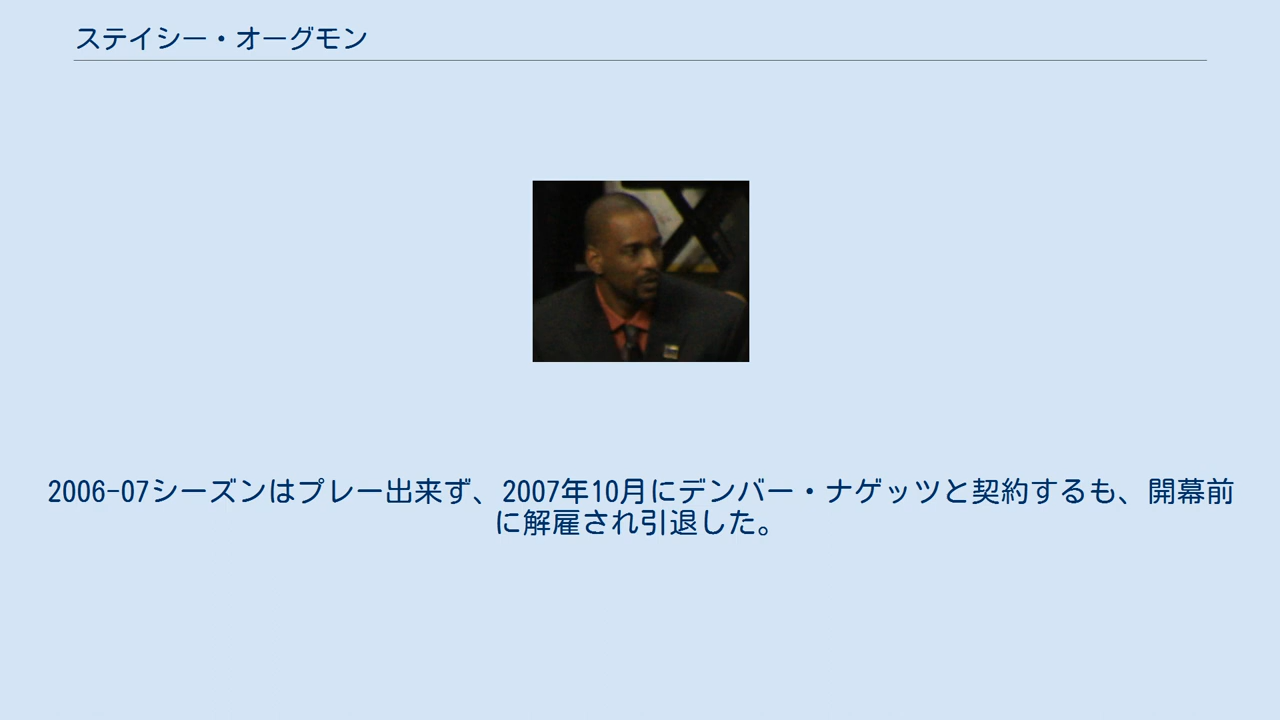 ステイシー・オーグモン
2006-07シーズンはプレー出来ず、2007年10月にデンバー・ナゲッツと契約するも、開幕前
に解雇され引退した。